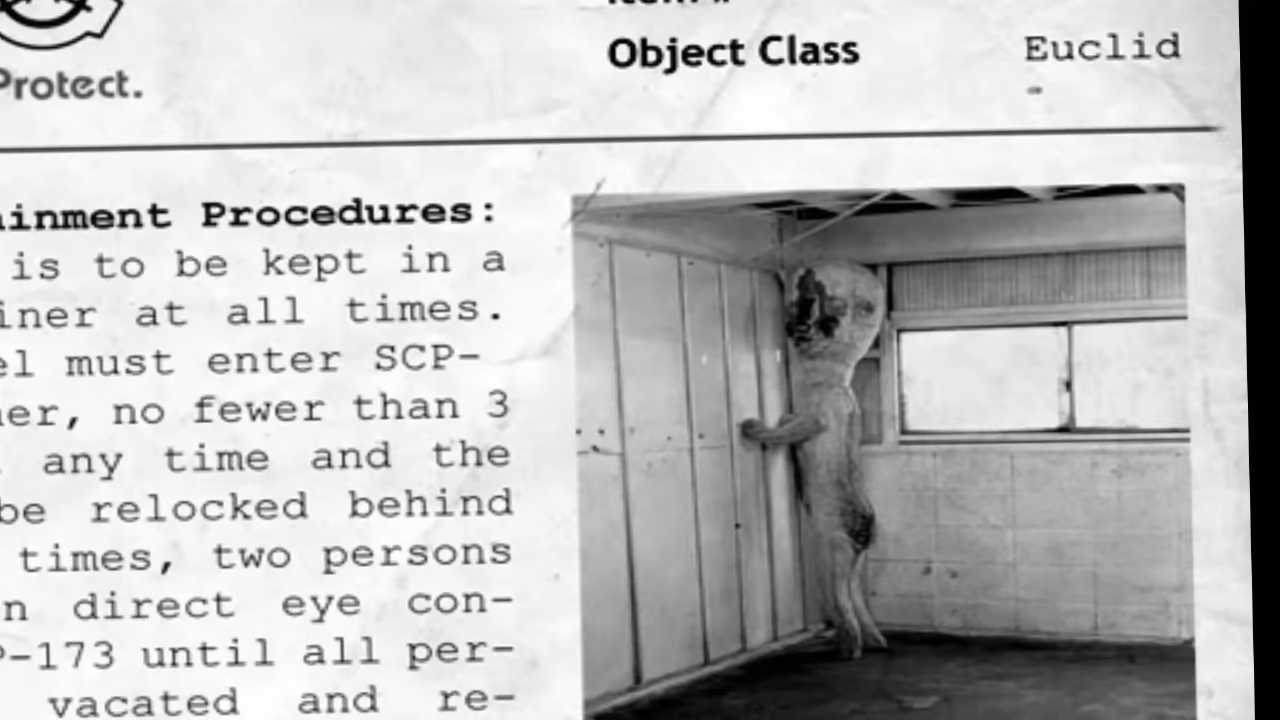 Item #
Object Class Euclid
Protect.
ainment Procedures:
is to be kept in a
iner at all times.
el must enter SCP-
er, no fewer than 3
any time and the
be relocked behind
times, two persons
n direct eye con-
P-173 until all per-
vacated and re-